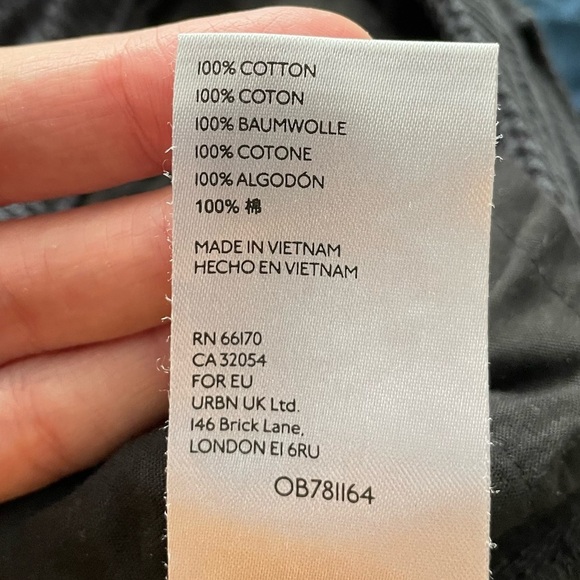 100% COTTON
100% COTON
100% BAUMWOLLE
100% COTONE
100% ALGODÓN
100% 棉
MADE IN VIETNAM
HECHO EN VIETNAM
RN 66170
CA 32054
FOR EU
URBN UK Ltd.
146 Brick Lane,
LONDON E1 6RU
OB781164